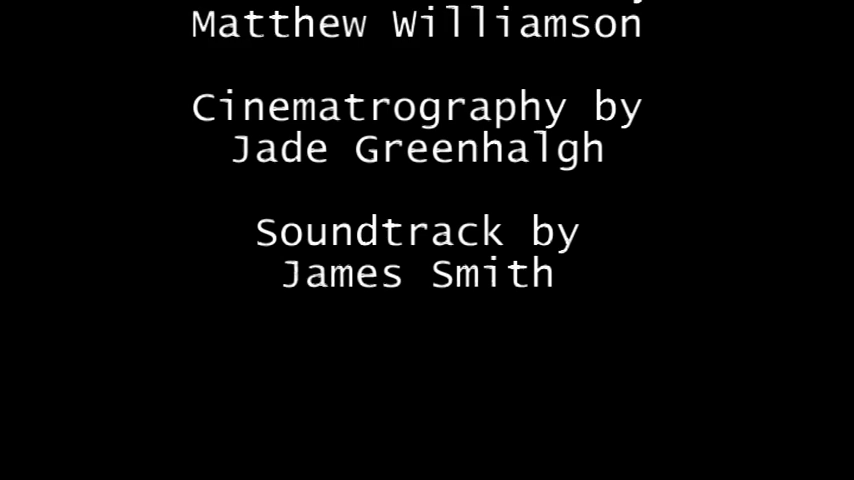 Matthew Williamson
Cinematrography by
Jade Greenhalgh
Soundtrack by
James Smith